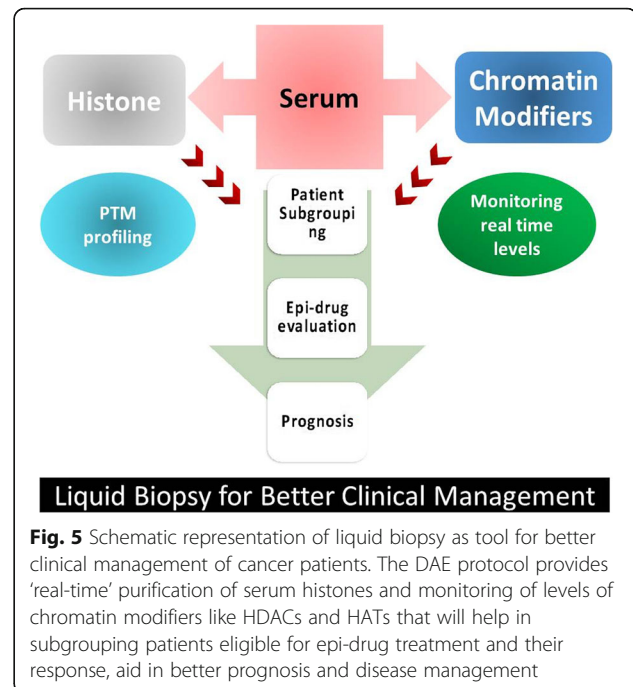 Histone
Serum
Chromatin
Modifiers
PTM
profiling
Patient
Subgroupi
ng
Monitoring
real time
levels
Epi-drug
evaluation
Prognosis
Liquid Biopsy for Better Clinical Management
Fig. 5 Schematic representation of liquid biopsy as tool for better
clinical management of cancer patients. The DAE protocol provides
‘real-time’ purification of serum histones and monitoring of levels of
chromatin modifiers like HDACs and HATs that will help in
subgrouping patients eligible for epi-drug treatment and their
response, aid in better prognosis and disease management